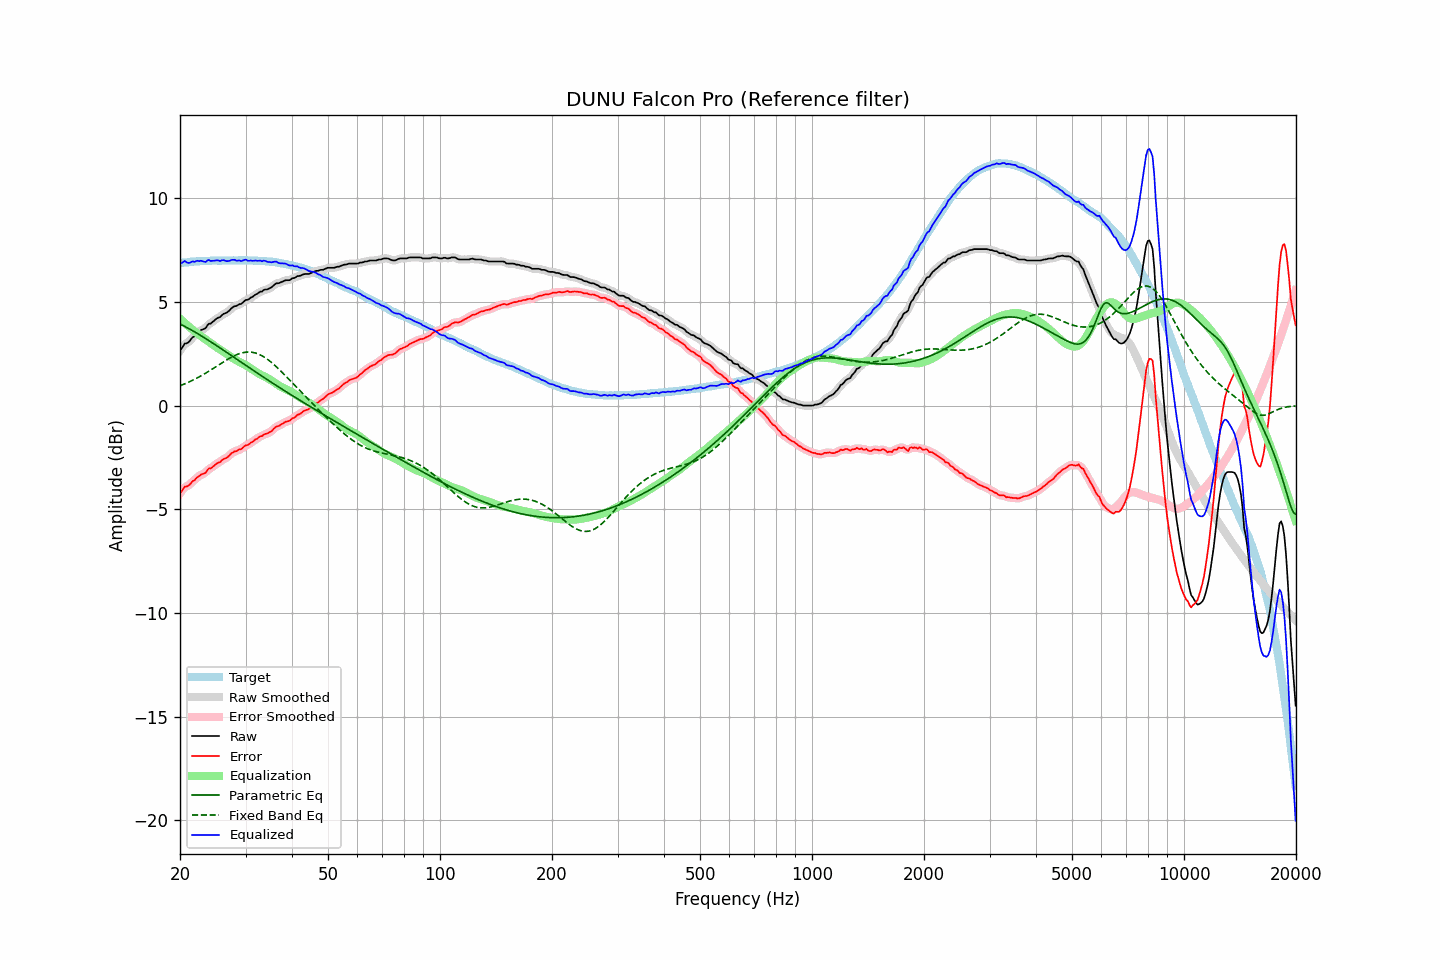 DUNU Falcon Pro (Reference filter)
Amplitude (dBr)
10
5
0
−5
−10
−15
−20
Target
Raw Smoothed
Error Smoothed
Raw
Error
Equalization
Parametric Eq
Fixed Band Eq
Equalized
20 50 100 200 500 1000 2000 5000 10000 20000
Frequency (Hz)